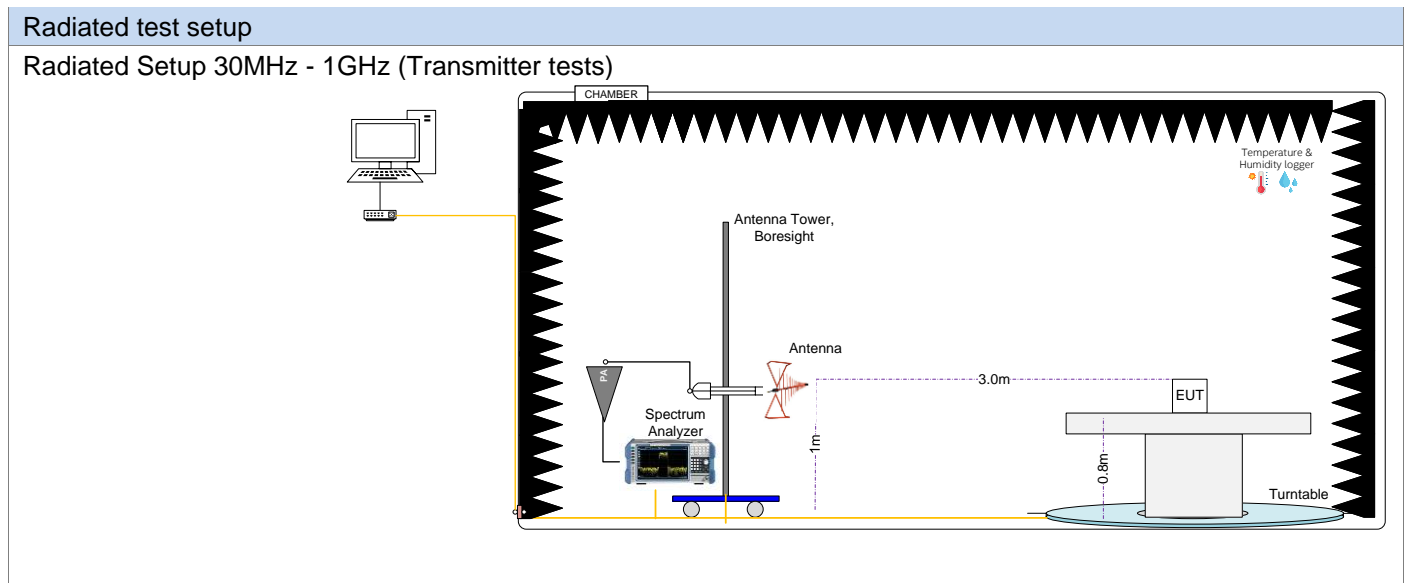 Radiated test setup
Radiated Setup 30MHz - 1GHz (Transmitter tests)
CHAMBER
Temperature &
Humidity logger
Antenna Tower,
Boresight
Antenna
PA
3.0m
EUT
Spectrum
Analyzer
1m
0.8m
Turntable